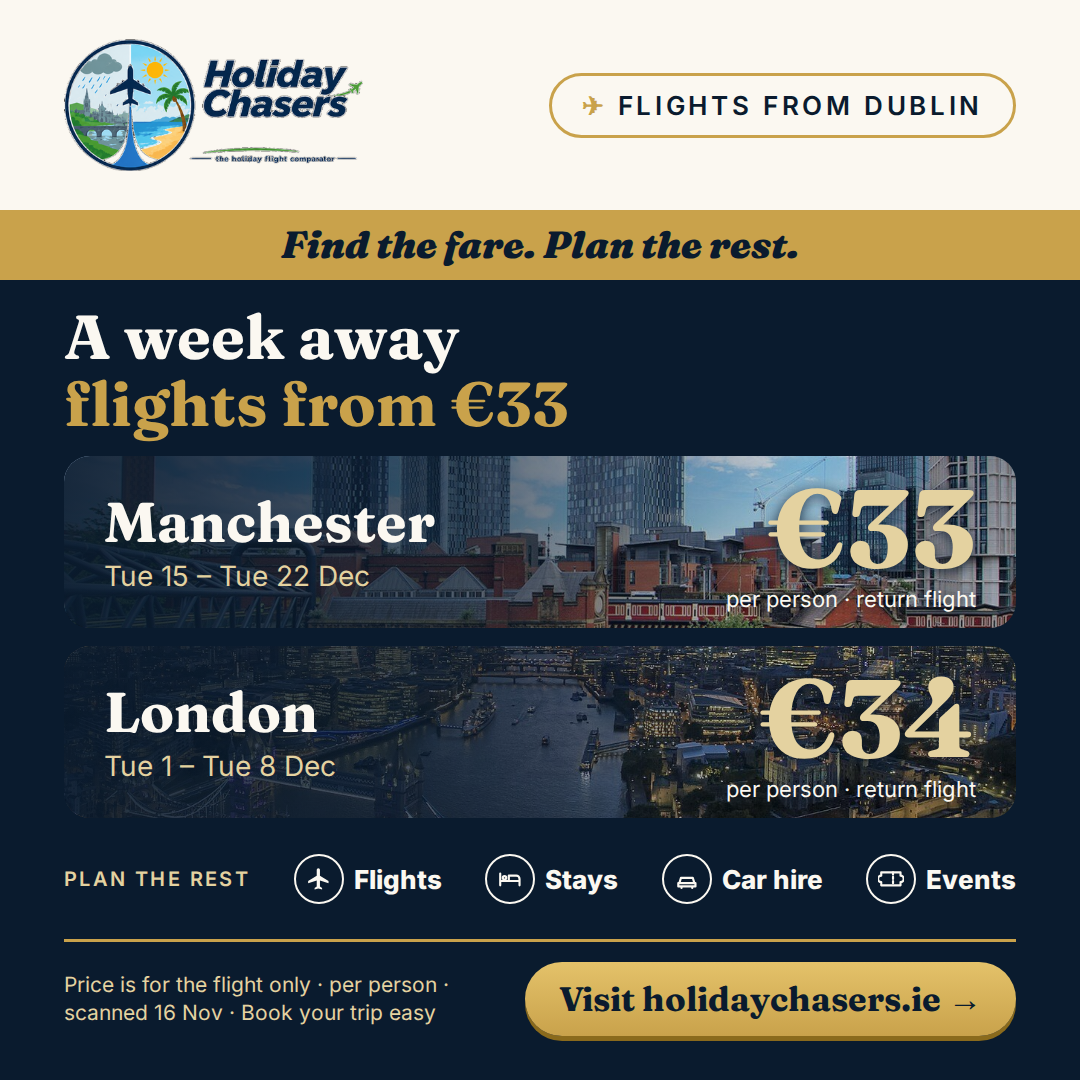 Holiday
Chasers
the holiday flight comparator
✈ FLIGHTS FROM DUBLIN
Find the fare. Plan the rest.
A week away
flights from €33
Manchester
Tue 15 – Tue 22 Dec
€33
per person · return flight
London
Tue 1 – Tue 8 Dec
€34
per person · return flight
PLAN THE REST
Flights
Stays
Car hire
Events
Price is for the flight only · per person ·
scanned 16 Nov · Book your trip easy
Visit holidaychasers.ie →